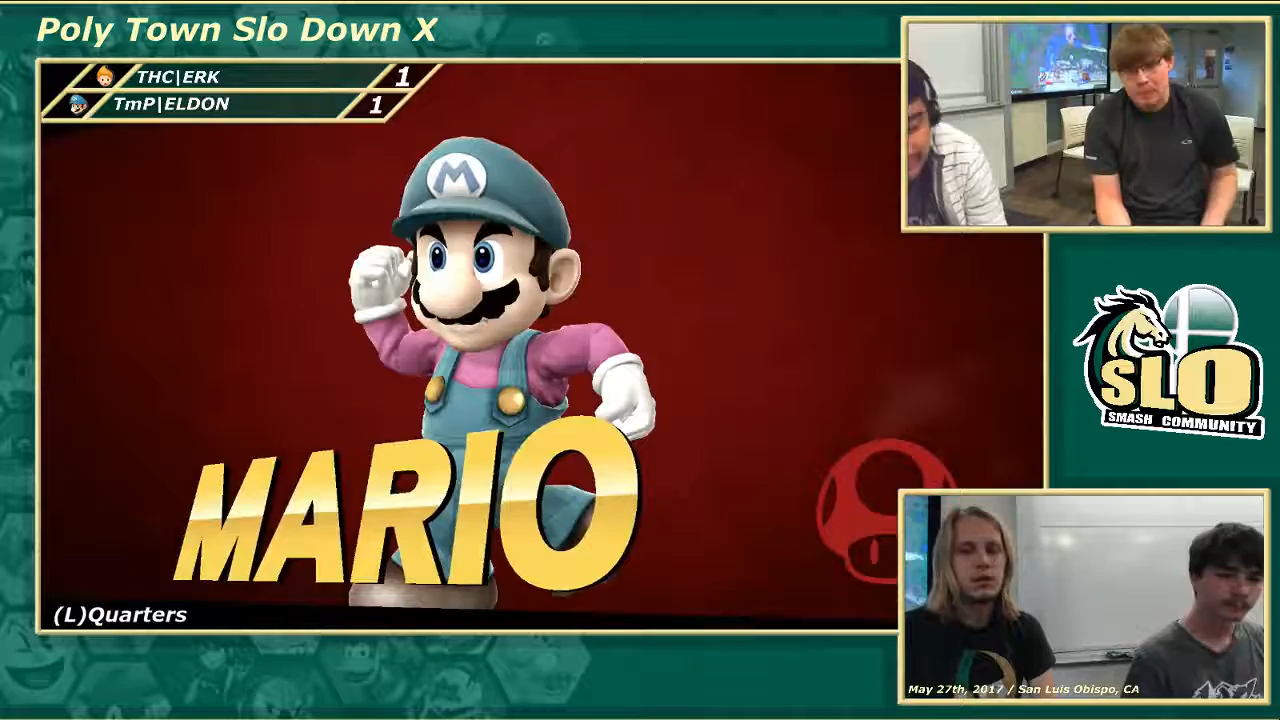 Poly Town Slo Down X
THC|ERK 1
TmP|ELDON 1
M
MARIO
SLO
SMASH COMMUNITY
(L)Quarters
May 27th, 2017 / San Luis Obispo, CA